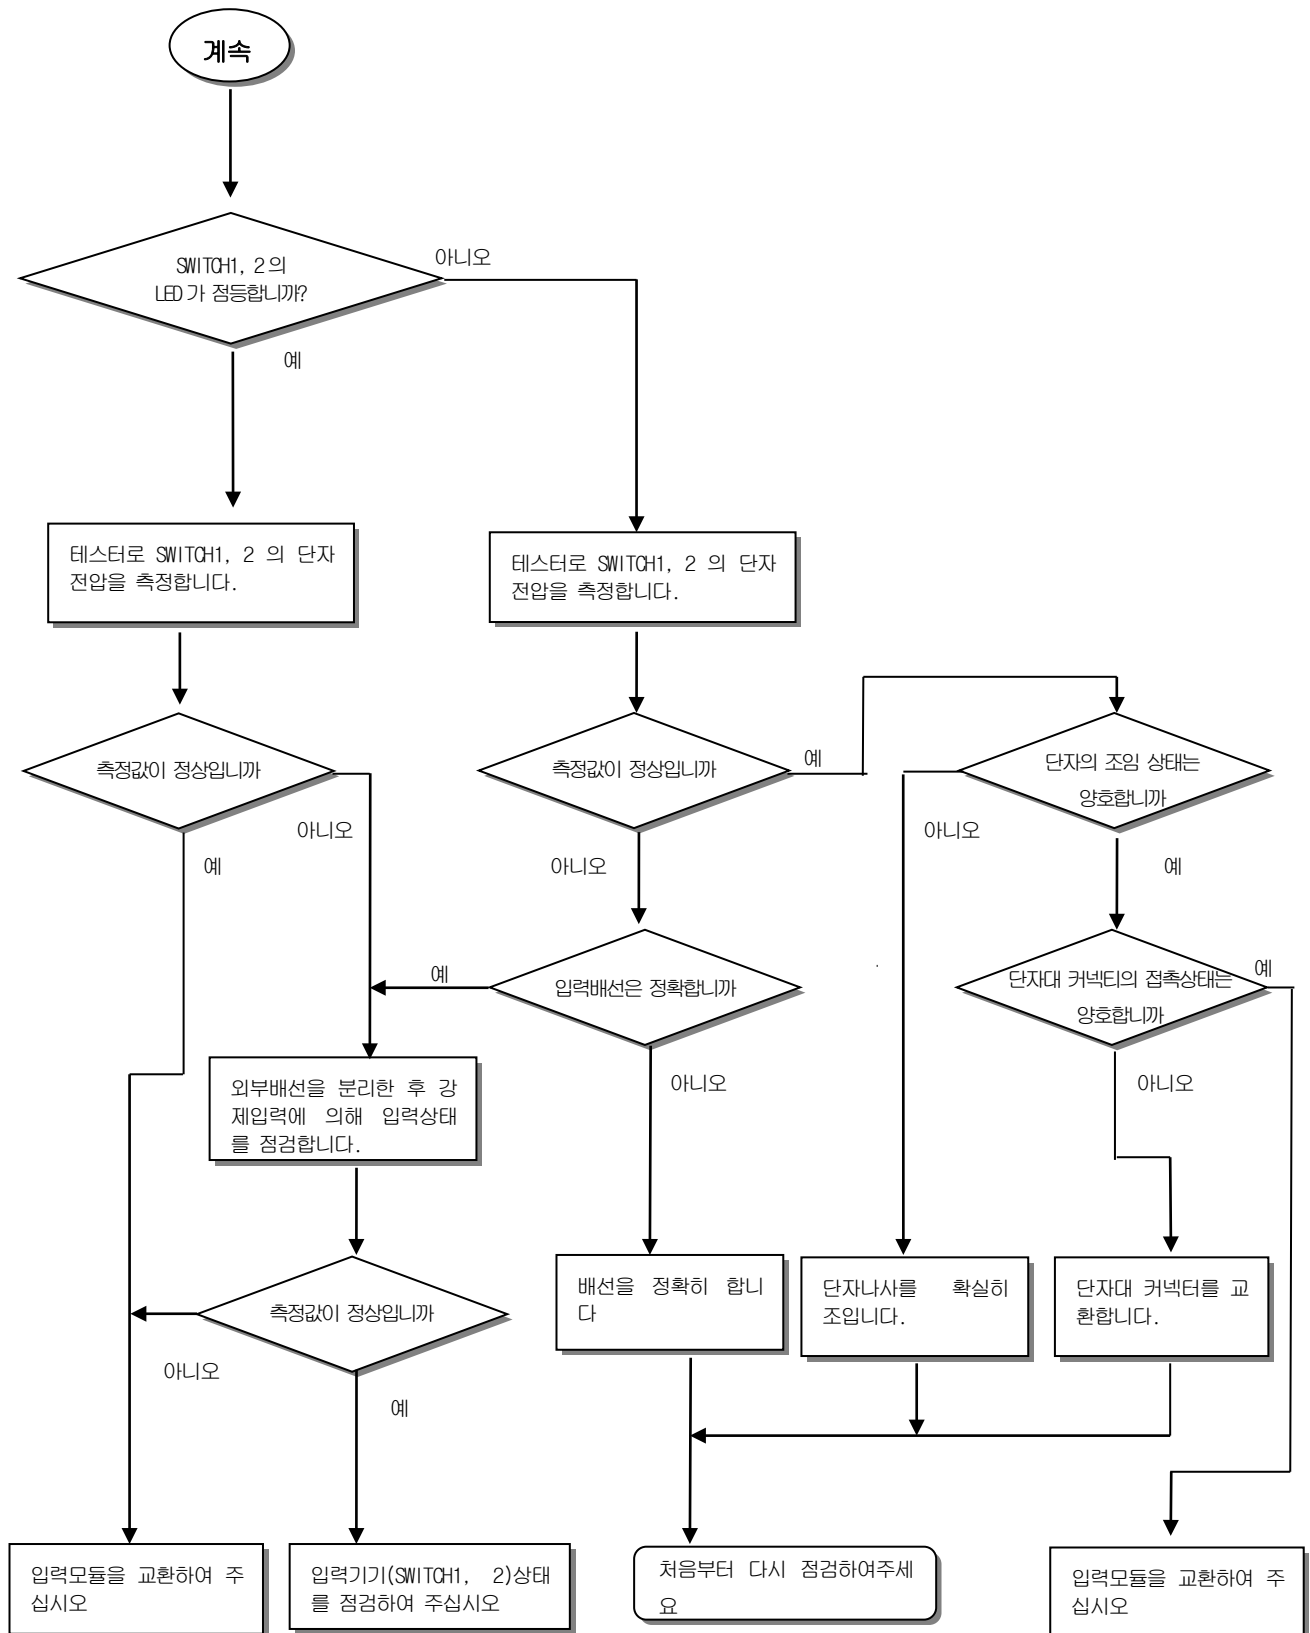 계속
SWITCH1, 2의
LED가 점등합니까?
아니오
예
테스터로 SWITCH1, 2 의 단자
전압을 측정합니다.
테스터로 SWITCH1, 2 의 단자
전압을 측정합니다.
측정값이 정상입니까
측정값이 정상입니까
예
단자의 조임 상태는
양호합니까
아니오
예
아니오
아니오
예
예
입력배선은 정확합니까
단자대 커넥티의 접촉상태는
양호합니까
예
외부배선을 분리한 후 강
제입력에 의해 입력상태
를 점검합니다.
아니오
아니오
측정값이 정상입니까
배선을 정확히 합니
다
단자나사를 확실히
조입니다.
단자대 커넥터를 교
환합니다.
아니오
예
입력모듈을 교환하여 주
십시오
입력기기(SWITCH1, 2)상태
를 점검하여 주십시오
처음부터 다시 점검하여주세
요
입력모듈을 교환하여 주
십시오